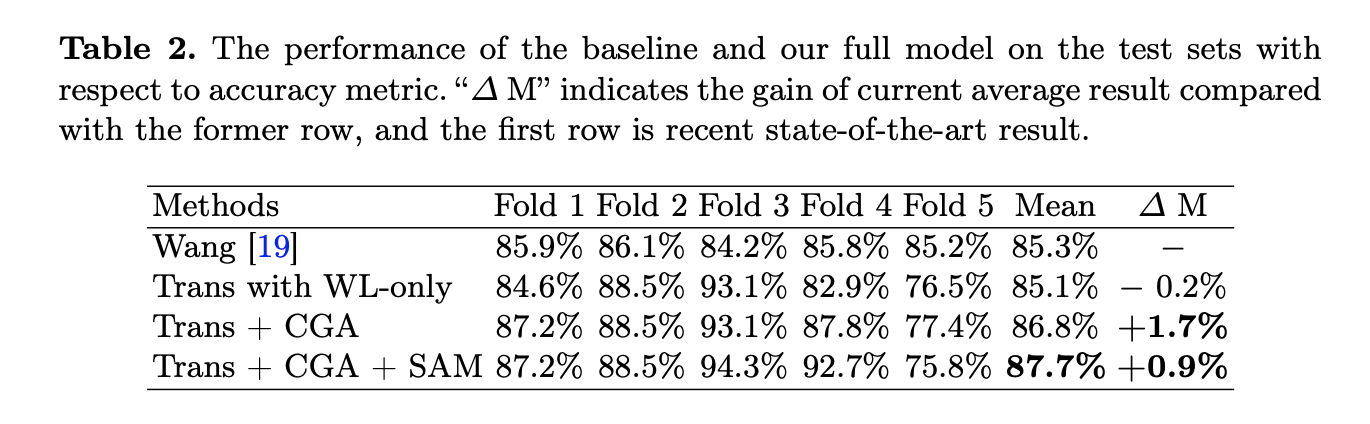 Table 2. The performance of the baseline and our full model on the test sets with
respect to accuracy metric. “Δ M” indicates the gain of current average result compared
with the former row, and the first row is recent state-of-the-art result.
Methods Fold 1 Fold 2 Fold 3 Fold 4 Fold 5 Mean Δ M
Wang [19] 85.9% 86.1% 84.2% 85.8% 85.2% 85.3% −
Trans with WL-only 84.6% 88.5% 93.1% 82.9% 76.5% 85.1% − 0.2%
Trans + CGA 87.2% 88.5% 93.1% 87.8% 77.4% 86.8% +1.7%
Trans + CGA + SAM 87.2% 88.5% 94.3% 92.7% 75.8% 87.7% +0.9%